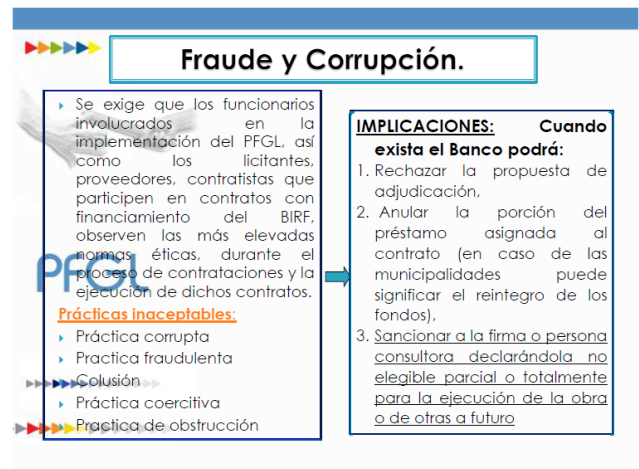 Fraude y Corrupción.
Se exige que los funcionarios
involucrados en la
implementación del PFGL, así
como los licitantes,
proveedores, contratistas que
participen en contratos con
financiamiento del BIRF,
observen las más elevadas
normas éticas, durante el
proceso de contrataciones y la
ejecución de dichos contratos.
Prácticas inaceptables:
Práctica corrupta
Practica fraudulenta
Colusión
Práctica coercitiva
Practica de obstrucción
PFGL
IMPLICACIONES: Cuando
exista el Banco podrá:
1. Rechazar la propuesta de
adjudicación,
2. Anular la porción del
préstamo asignada al
contrato (en caso de las
municipalidades puede
significar el reintegro de los
fondos),
3. Sancionar a la firma o persona
consultora declarándola no
elegible parcial o totalmente
para la ejecución de la obra
o de otras a futuro